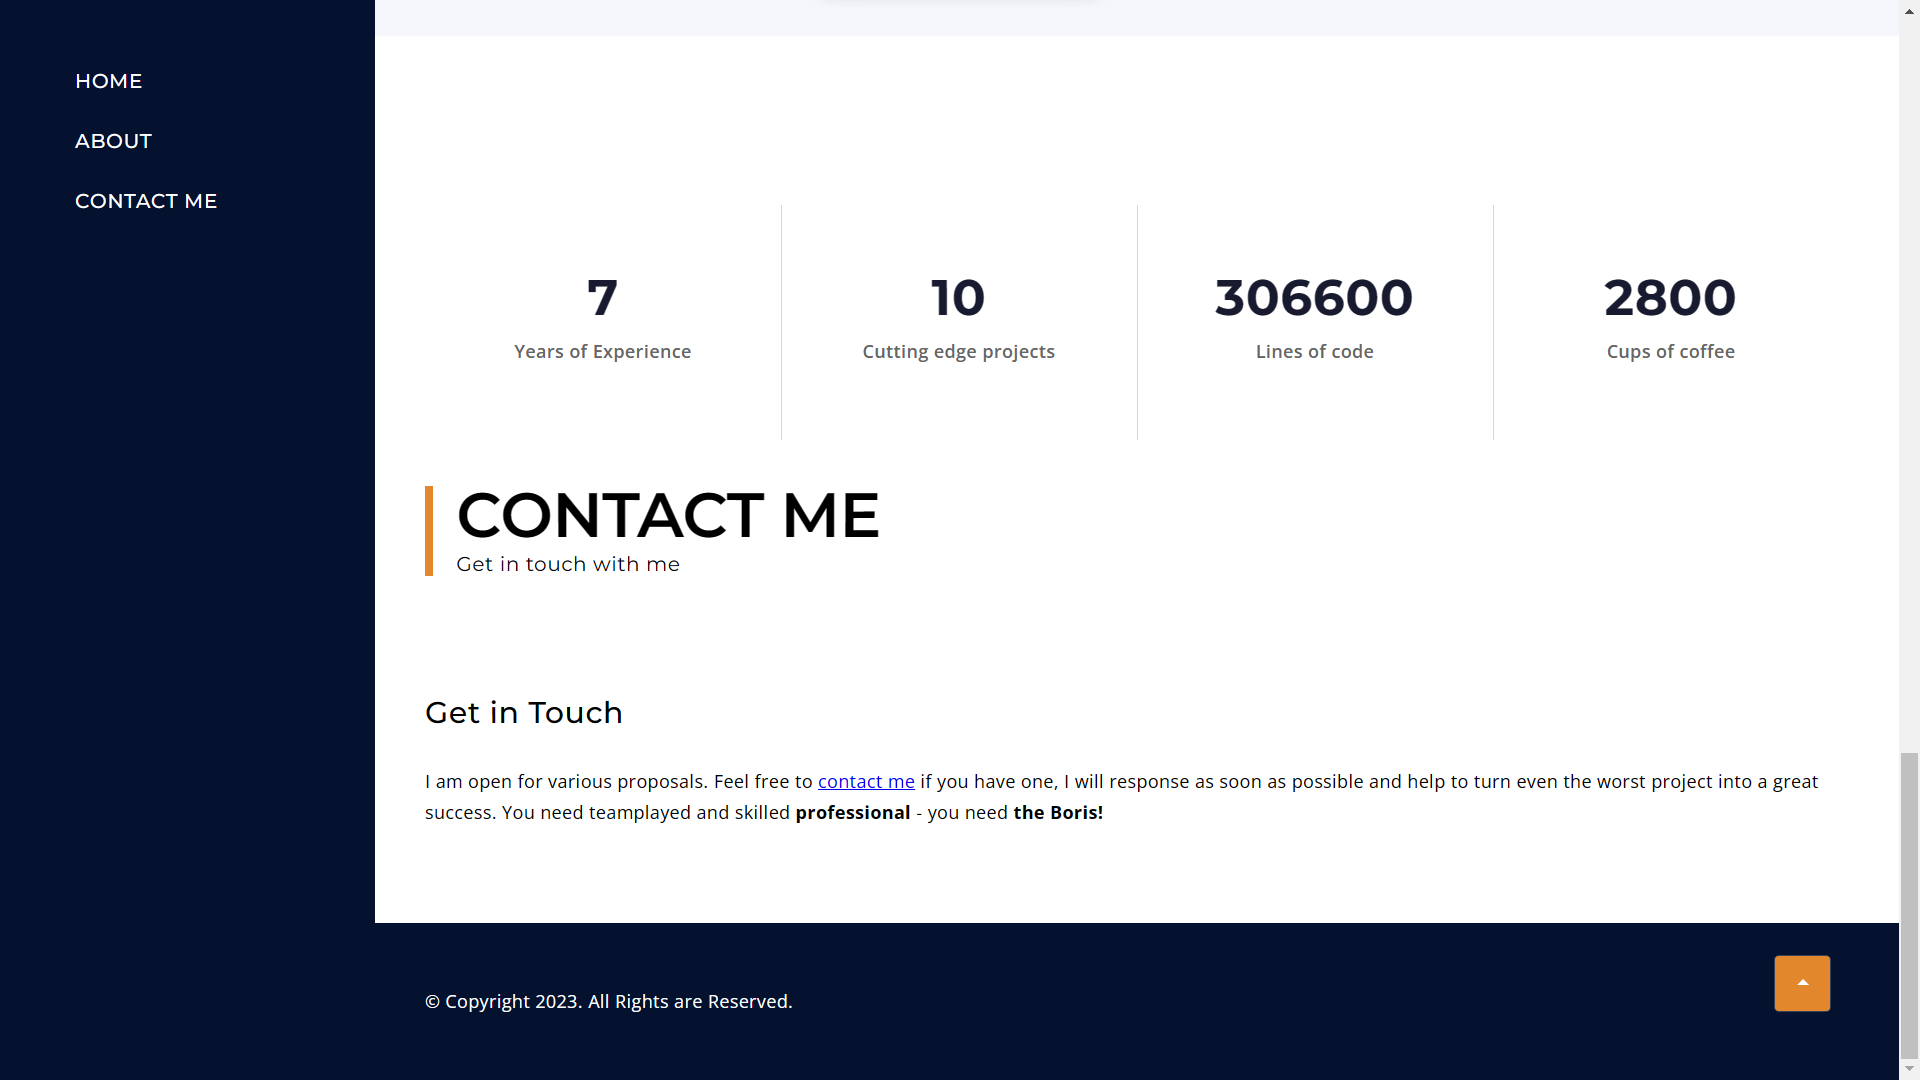 HOME
ABOUT
CONTACT ME
7
Years of Experience
10
Cutting edge projects
306600
Lines of code
2800
Cups of coffee
CONTACT ME
Get in touch with me
Get in Touch
I am open for various proposals. Feel free to contact me if you have one, I will response as soon as possible and help to turn even the worst project into a great
success. You need teamplayed and skilled professional - you need the Boris!
© Copyright 2023. All Rights are Reserved.